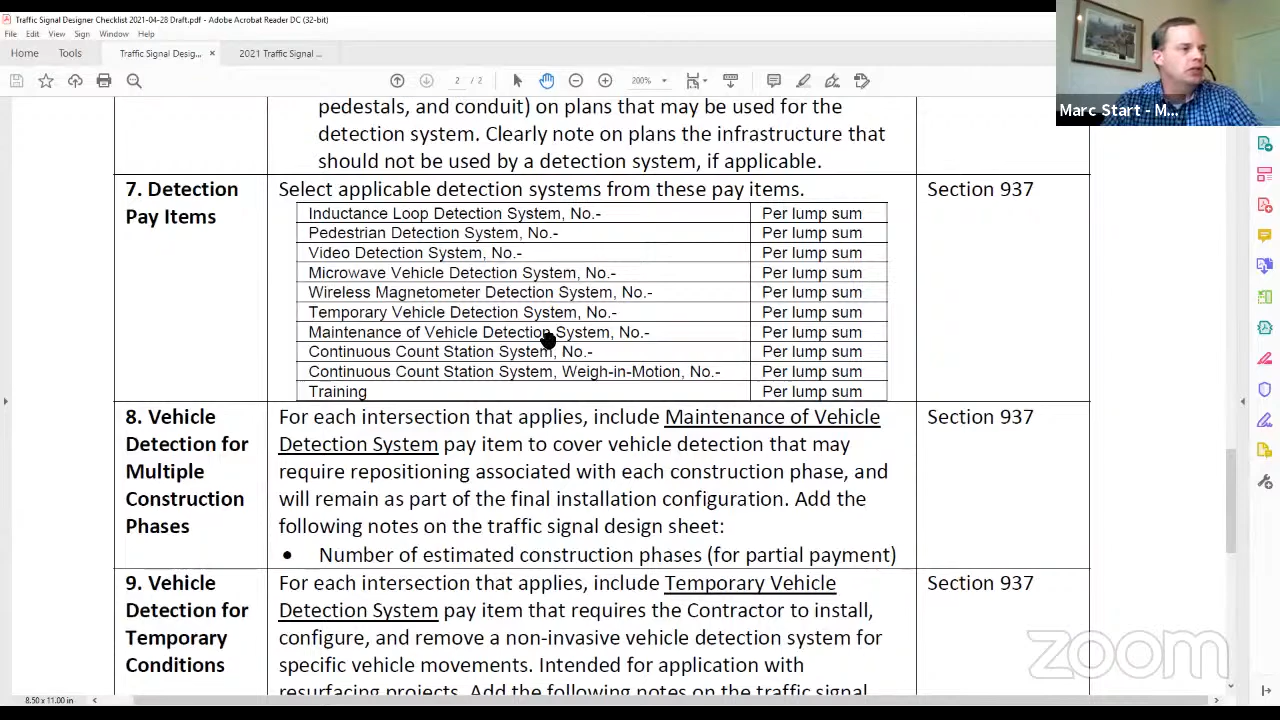 Traffic Signal Designer Checklist 2021-04-28 Draft.pdf - Adobe Acrobat Reader DC (32-bit)
File Edit View Sign Window Help
Home Tools Traffic Signal Desig... × 2021 Traffic Signal ...
2 / 2 200%
Marc Start - M...
pedestals, and conduit) on plans that may be used for the
detection system. Clearly note on plans the infrastructure that
should not be used by a detection system, if applicable.
7. Detection
Pay Items
Select applicable detection systems from these pay items.
Section 937
Inductance Loop Detection System, No.- Per lump sum
Pedestrian Detection System, No.- Per lump sum
Video Detection System, No.- Per lump sum
Microwave Vehicle Detection System, No.- Per lump sum
Wireless Magnetometer Detection System, No.- Per lump sum
Temporary Vehicle Detection System, No.- Per lump sum
Maintenance of Vehicle Detection System, No.- Per lump sum
Continuous Count Station System, No.- Per lump sum
Continuous Count Station System, Weigh-in-Motion, No.- Per lump sum
Training Per lump sum
8. Vehicle
Detection for
Multiple
Construction
Phases
For each intersection that applies, include Maintenance of Vehicle
Detection System pay item to cover vehicle detection that may
require repositioning associated with each construction phase, and
will remain as part of the final installation configuration. Add the
following notes on the traffic signal design sheet:
• Number of estimated construction phases (for partial payment)
Section 937
9. Vehicle
Detection for
Temporary
Conditions
For each intersection that applies, include Temporary Vehicle
Detection System pay item that requires the Contractor to install,
configure, and remove a non-invasive vehicle detection system for
specific vehicle movements. Intended for application with
resurfacing projects. Add the following notes on the traffic signal
Section 937
zoom
8.50 x 11.00 in